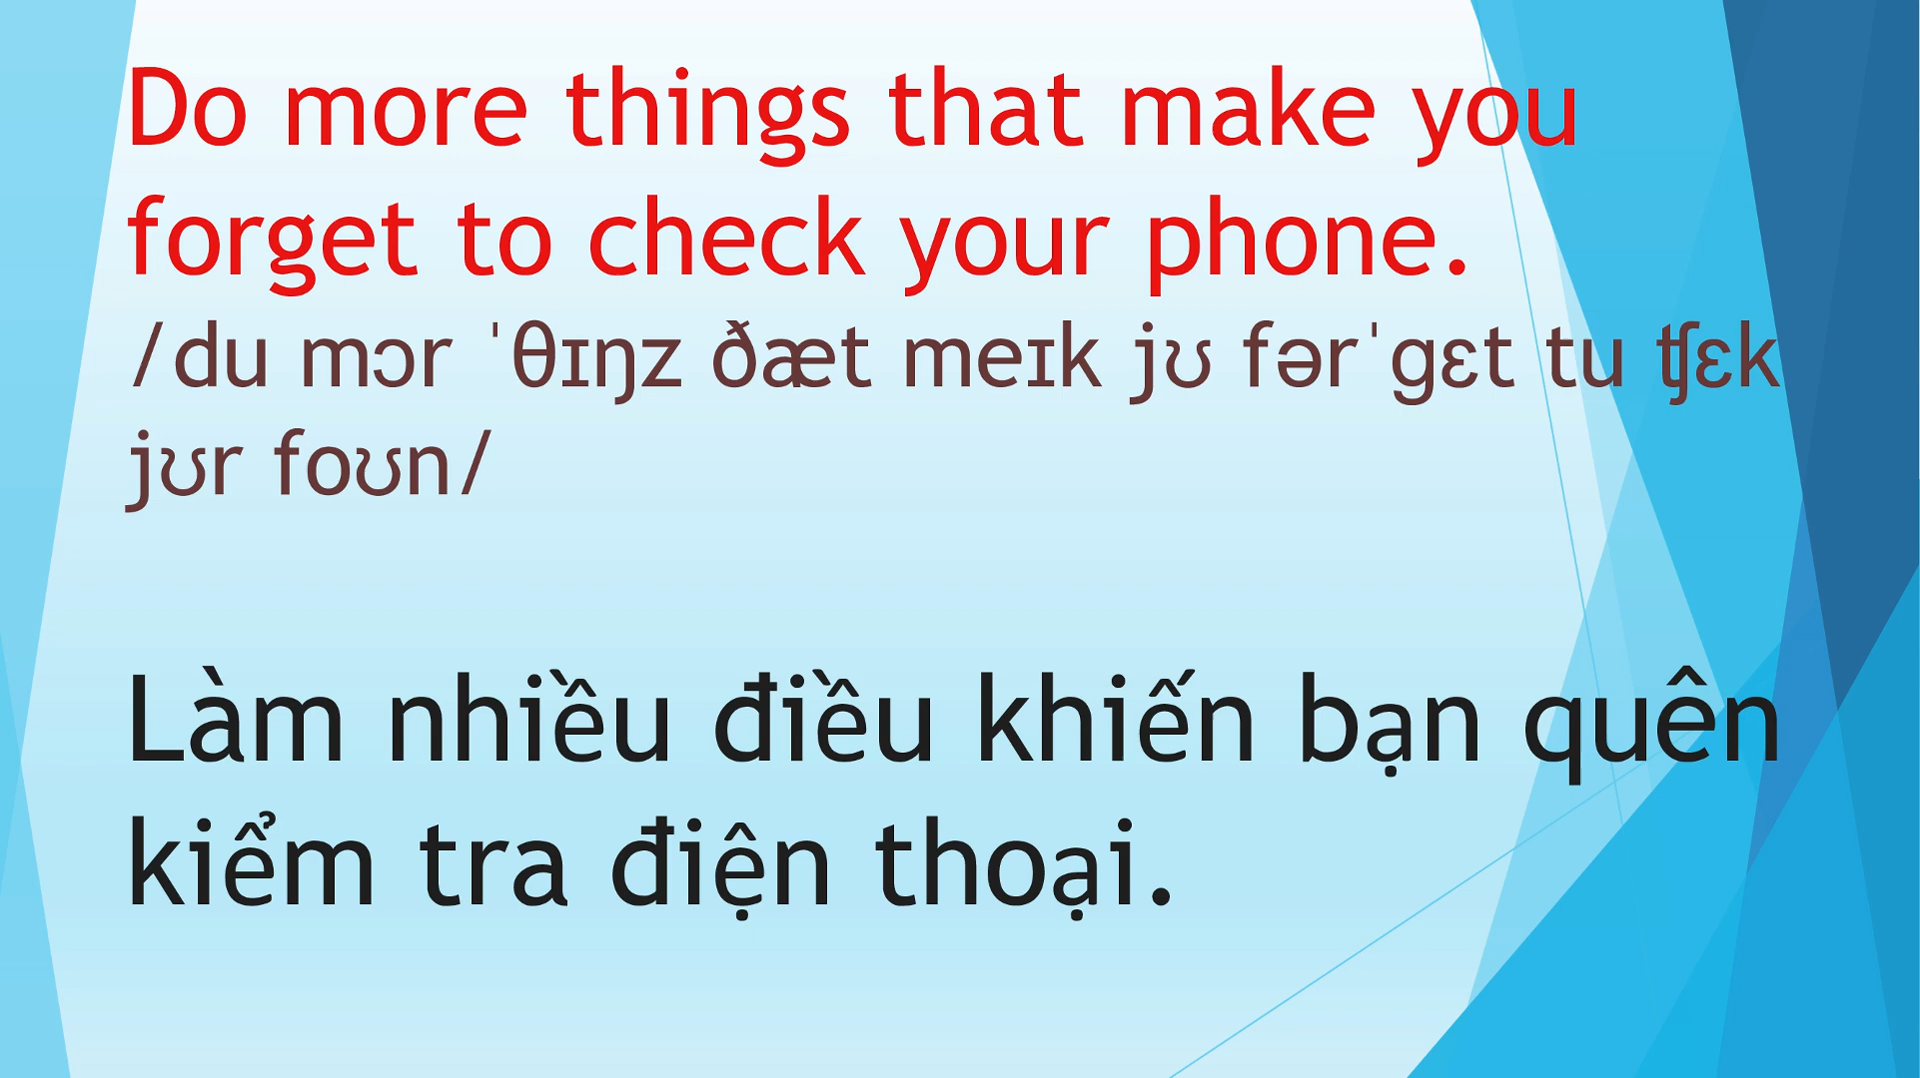 Do more things that make you
forget to check your phone.
/du mɔr ˈθɪŋz ðæt meɪk jʊ fərˈgɛt tu ʧɛk
jʊr foʊn/
Làm nhiều điều khiến bạn quên
kiểm tra điện thoại.